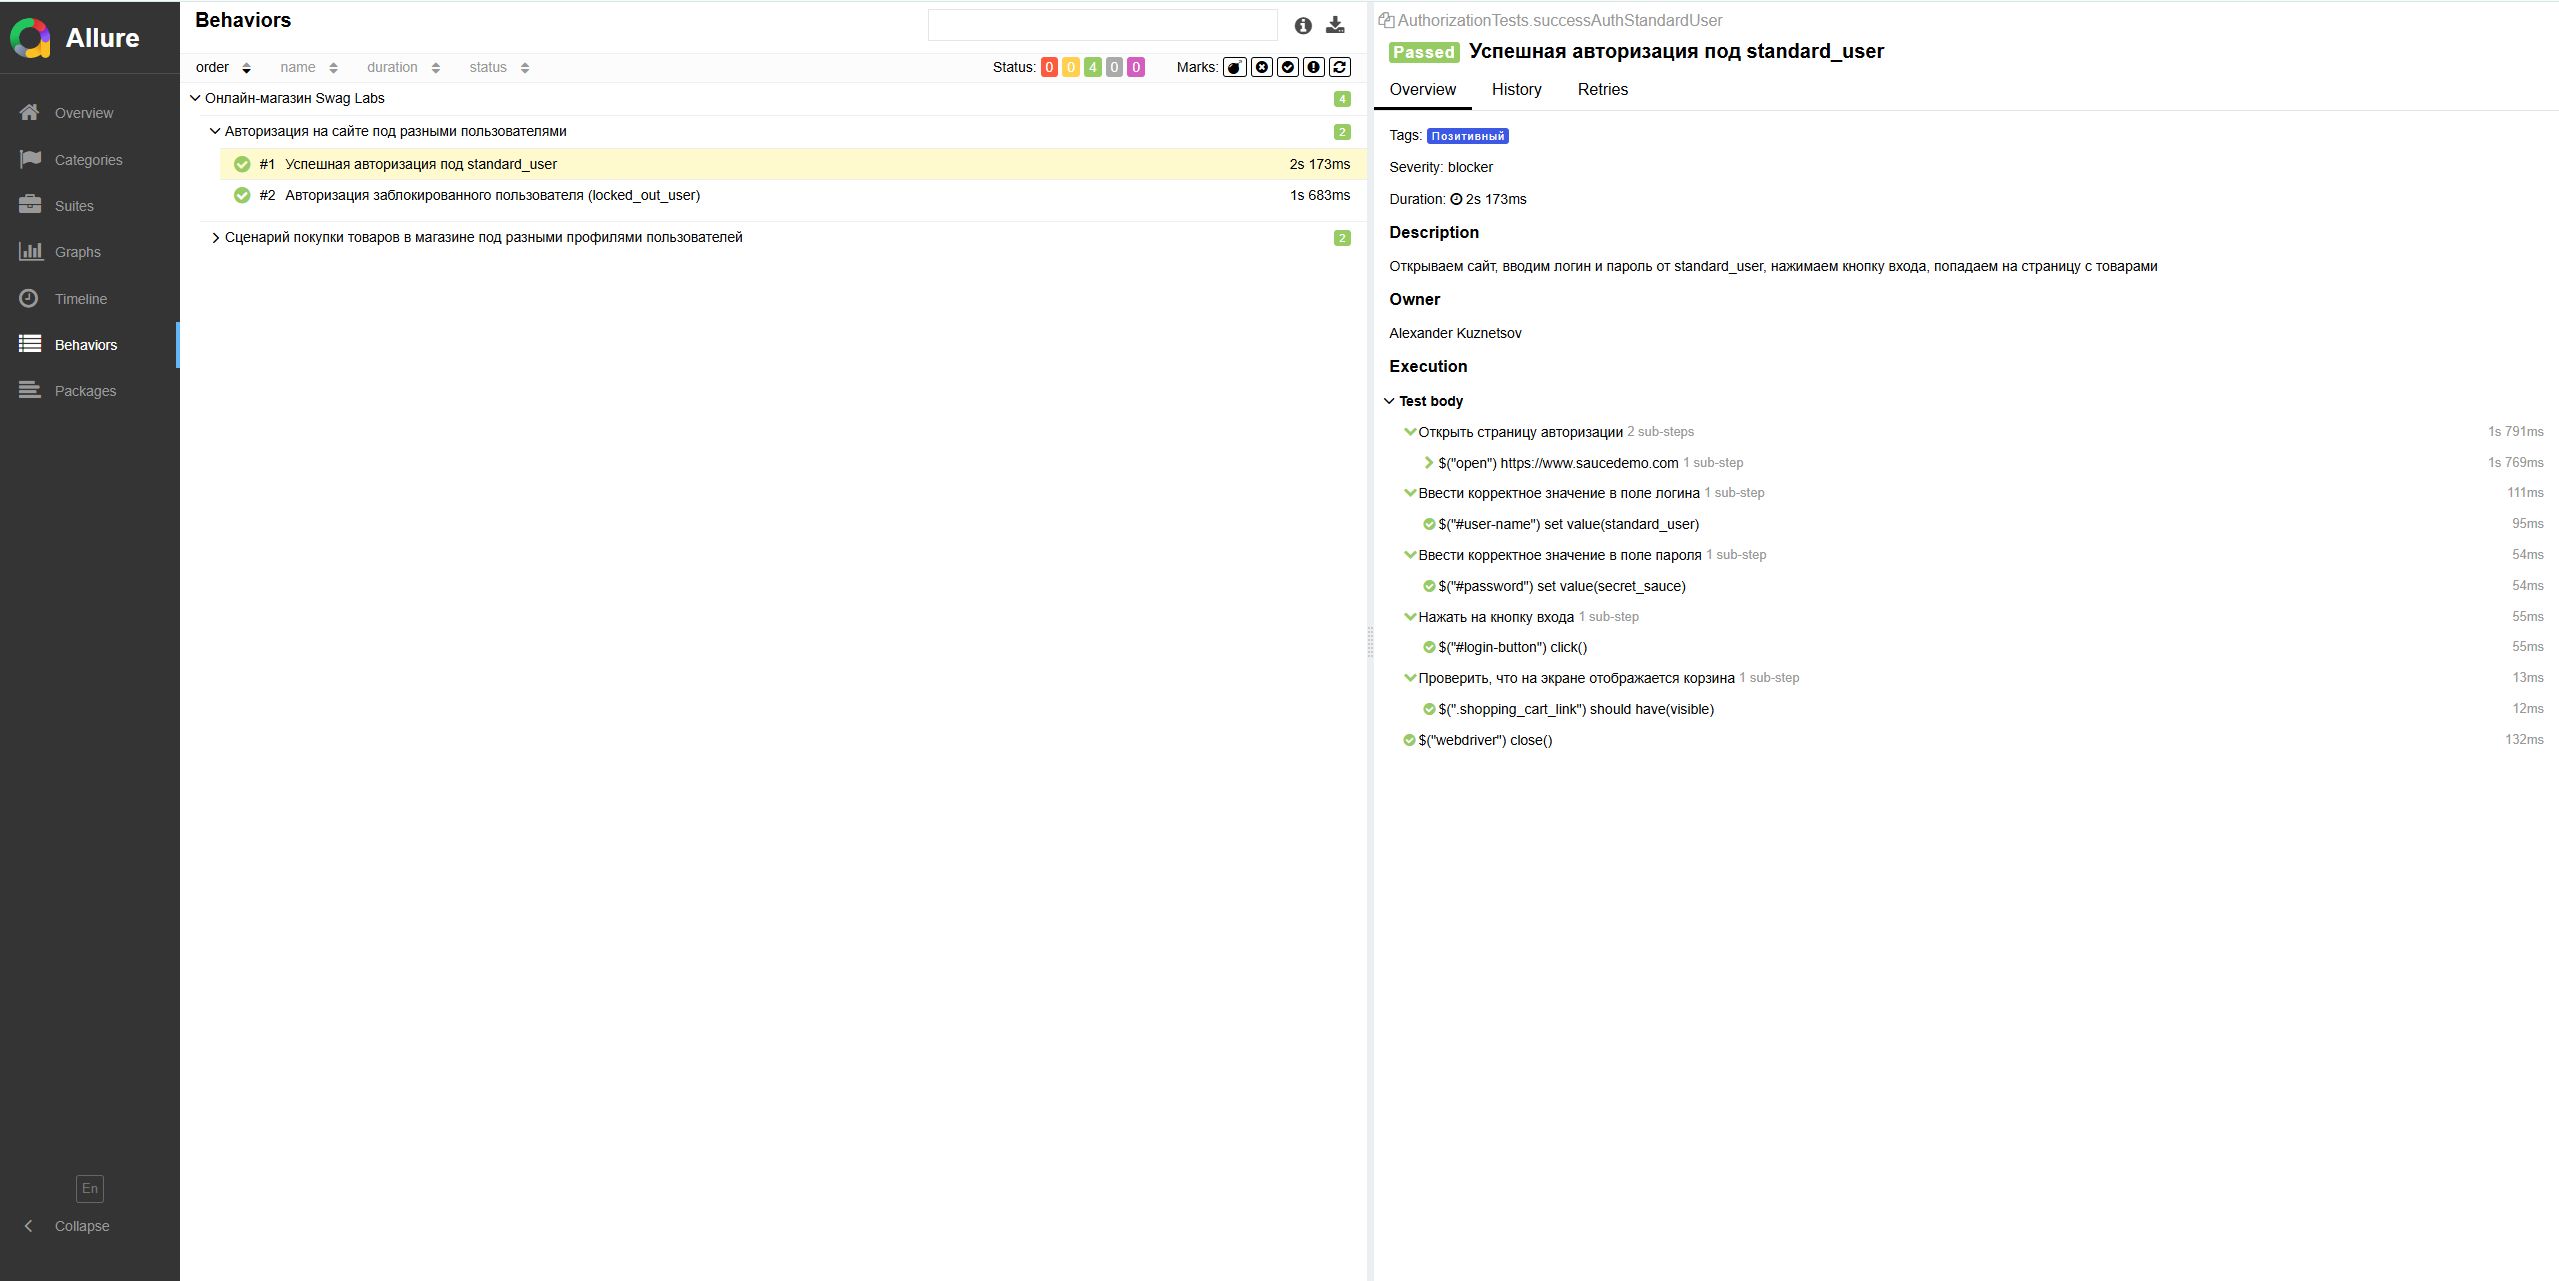 Allure
Overview
Categories
Suites
Graphs
Timeline
Behaviors
Packages
En
Collapse
Behaviors
order name duration status Status: 0 0 4 0 0 Marks:
Онлайн-магазин Swag Labs 4
Авторизация на сайте под разными пользователями 2
#1 Успешная авторизация под standard_user 2s 173ms
#2 Авторизация заблокированного пользователя (locked_out_user) 1s 683ms
Сценарий покупки товаров в магазине под разными профилями пользователей 2
AuthorizationTests.successAuthStandardUser
Passed Успешная авторизация под standard_user
Overview History Retries
Tags: Позитивный
Severity: blocker
Duration: 2s 173ms
Description
Открываем сайт, вводим логин и пароль от standard_user, нажимаем кнопку входа, попадаем на страницу с товарами
Owner
Alexander Kuznetsov
Execution
Test body
Открыть страницу авторизации 2 sub-steps 1s 791ms
$("open") https://www.saucedemo.com 1 sub-step 1s 769ms
Ввести корректное значение в поле логина 1 sub-step 111ms
$("#user-name") set value(standard_user) 95ms
Ввести корректное значение в поле пароля 1 sub-step 54ms
$("#password") set value(secret_sauce) 54ms
Нажать на кнопку входа 1 sub-step 55ms
$("#login-button") click() 55ms
Проверить, что на экране отображается корзина 1 sub-step 13ms
$(".shopping_cart_link") should have(visible) 12ms
$("webdriver") close() 132ms